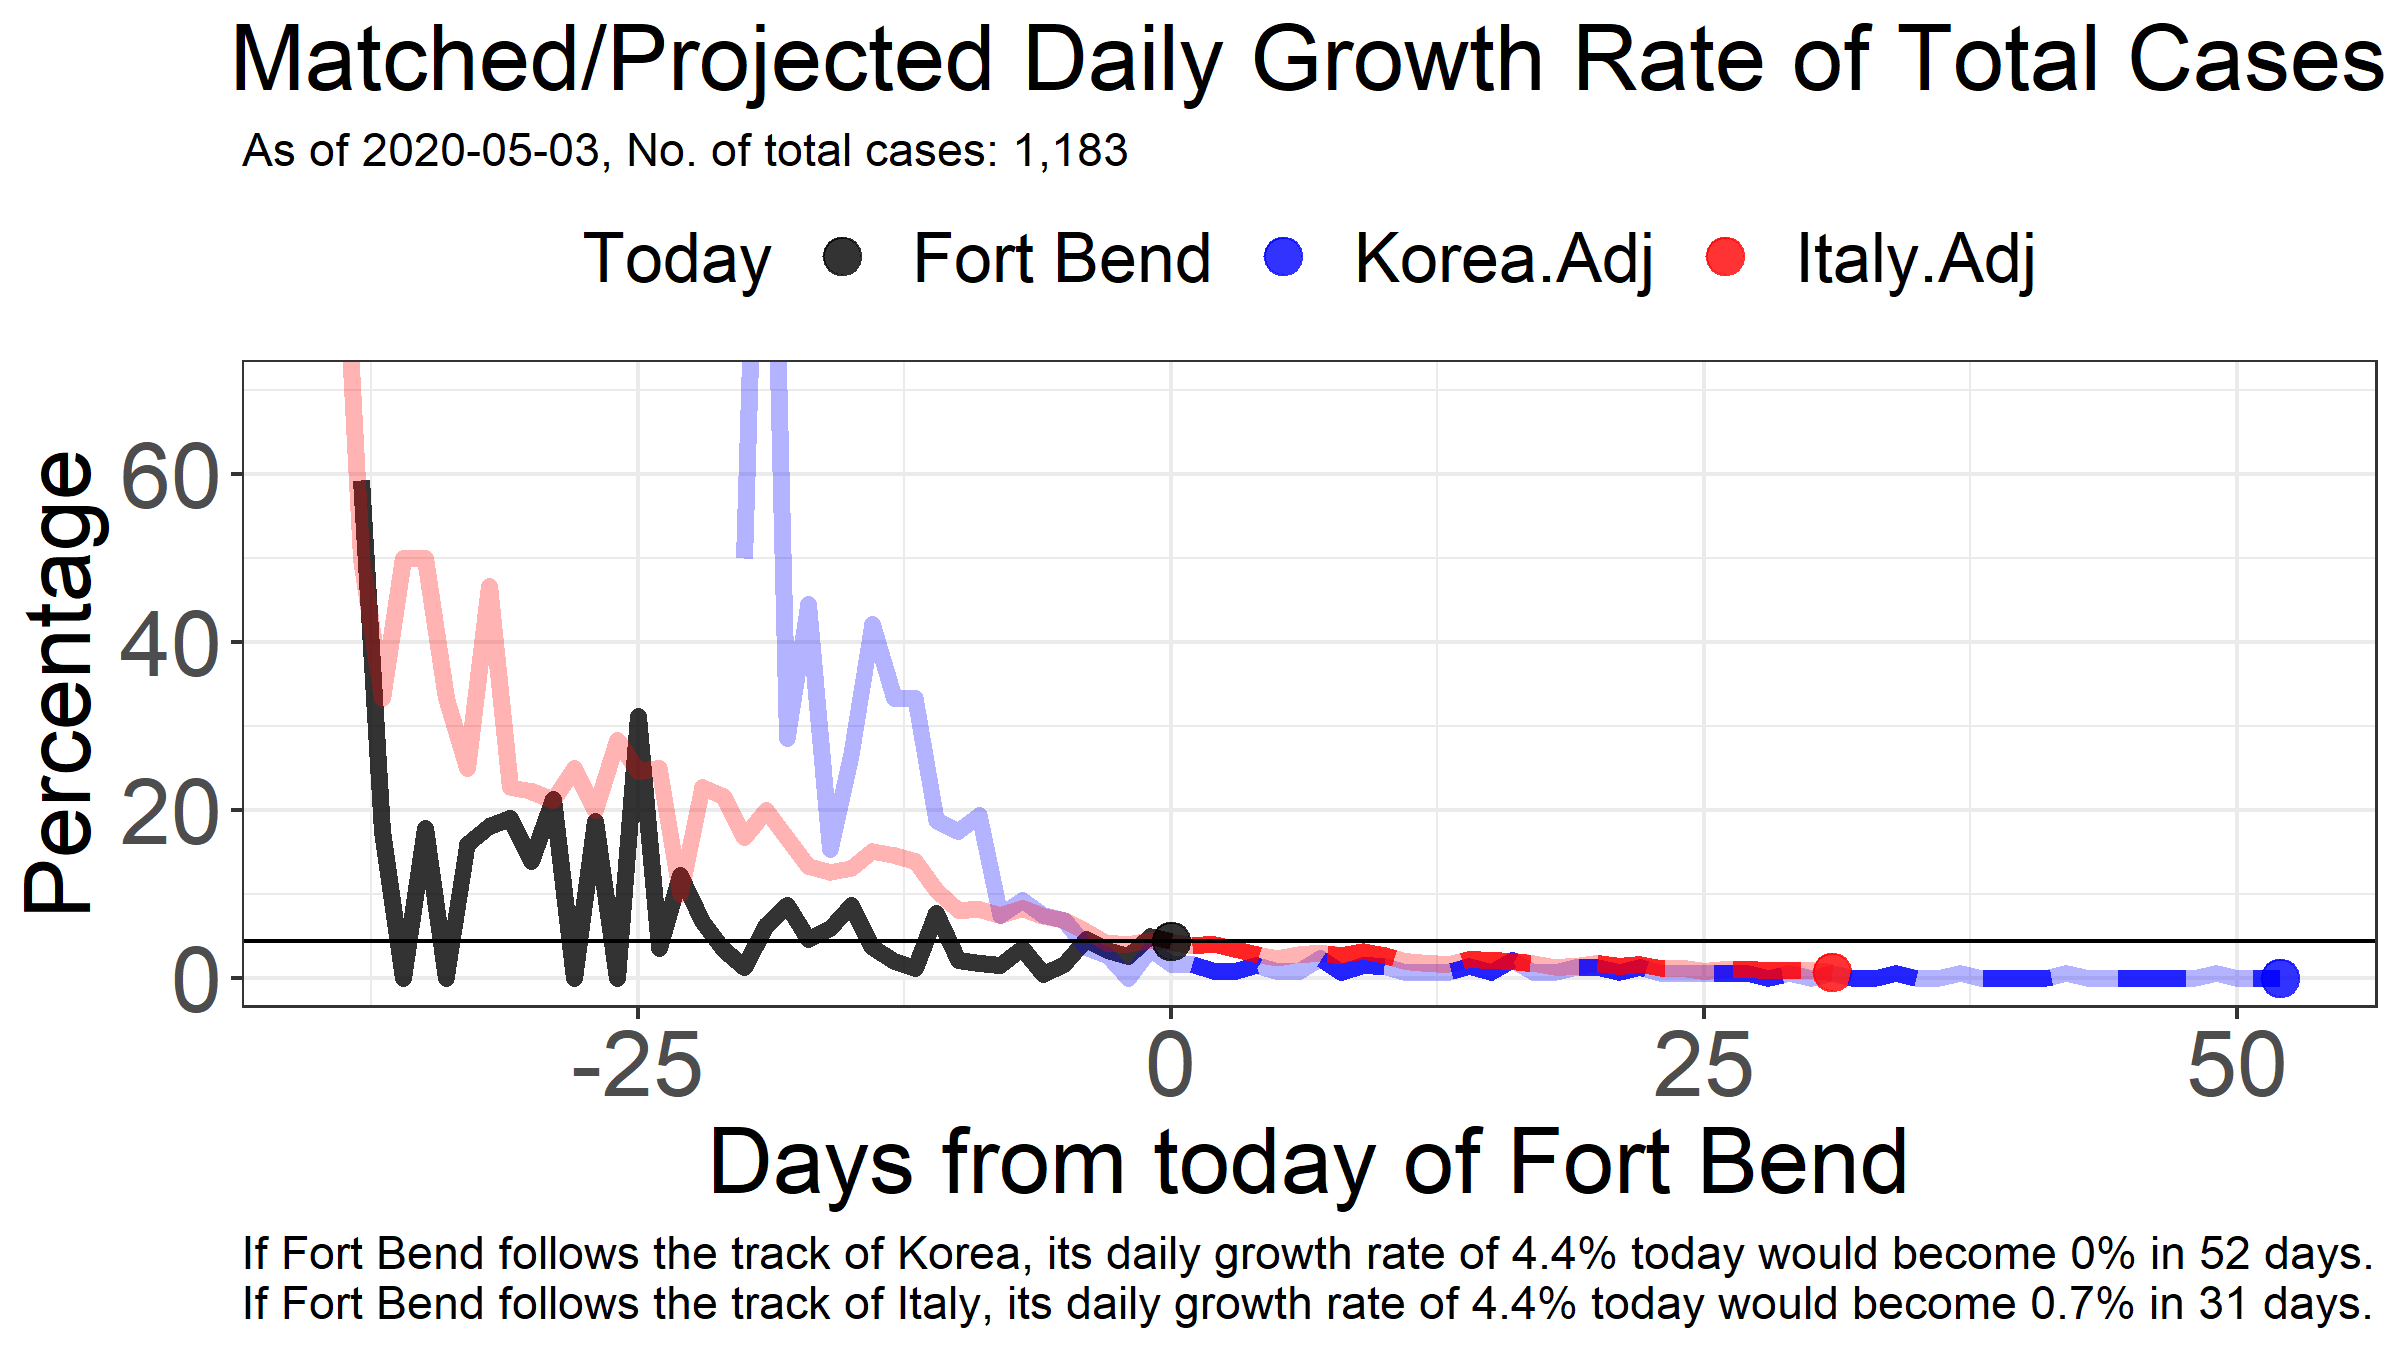 Matched/Projected Daily Growth Rate of Total Cases
As of 2020-05-03, No. of total cases: 1,183
Today Fort Bend Korea.Adj Italy.Adj
Percentage
60
40
20
0
-25 0 25 50
Days from today of Fort Bend
If Fort Bend follows the track of Korea, its daily growth rate of 4.4% today would become 0% in 52 days.
If Fort Bend follows the track of Italy, its daily growth rate of 4.4% today would become 0.7% in 31 days.